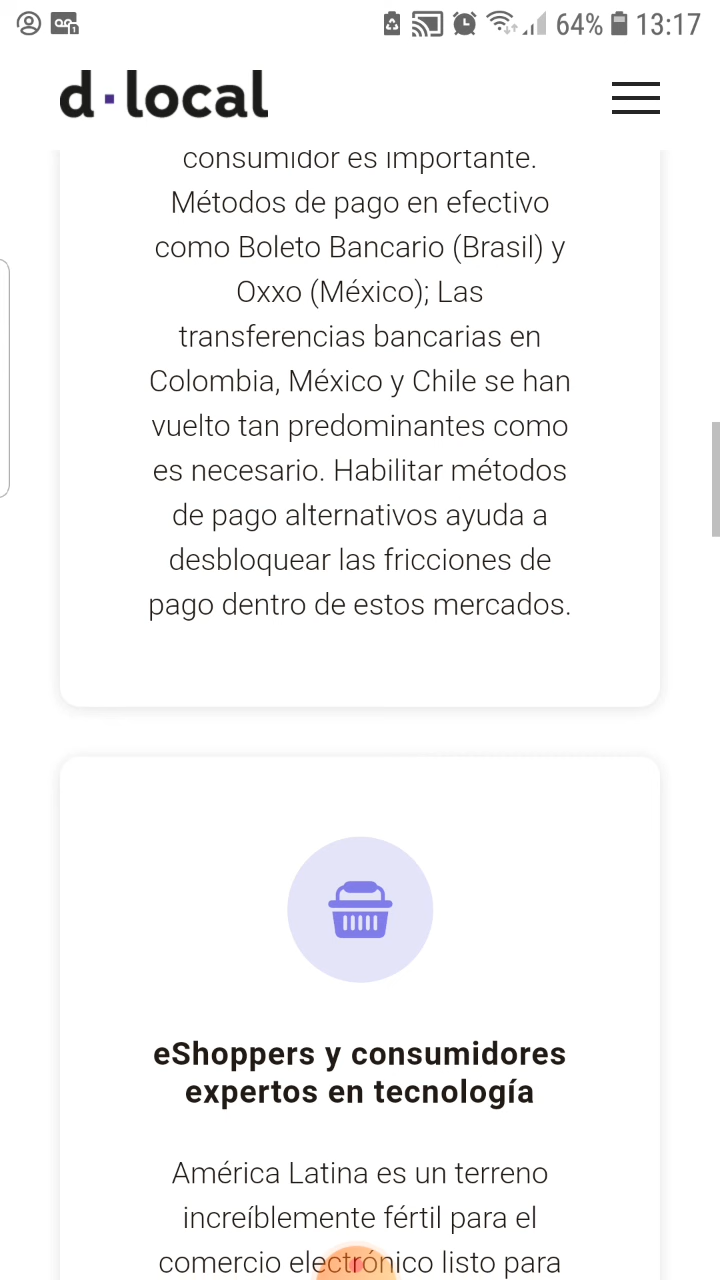 64% 13:17
d·local
consumidor es importante.
Métodos de pago en efectivo
como Boleto Bancario (Brasil) y
Oxxo (México); Las
transferencias bancarias en
Colombia, México y Chile se han
vuelto tan predominantes como
es necesario. Habilitar métodos
de pago alternativos ayuda a
desbloquear las fricciones de
pago dentro de estos mercados.
eShoppers y consumidores
expertos en tecnología
América Latina es un terreno
increíblemente fértil para el
comercio electrónico listo para